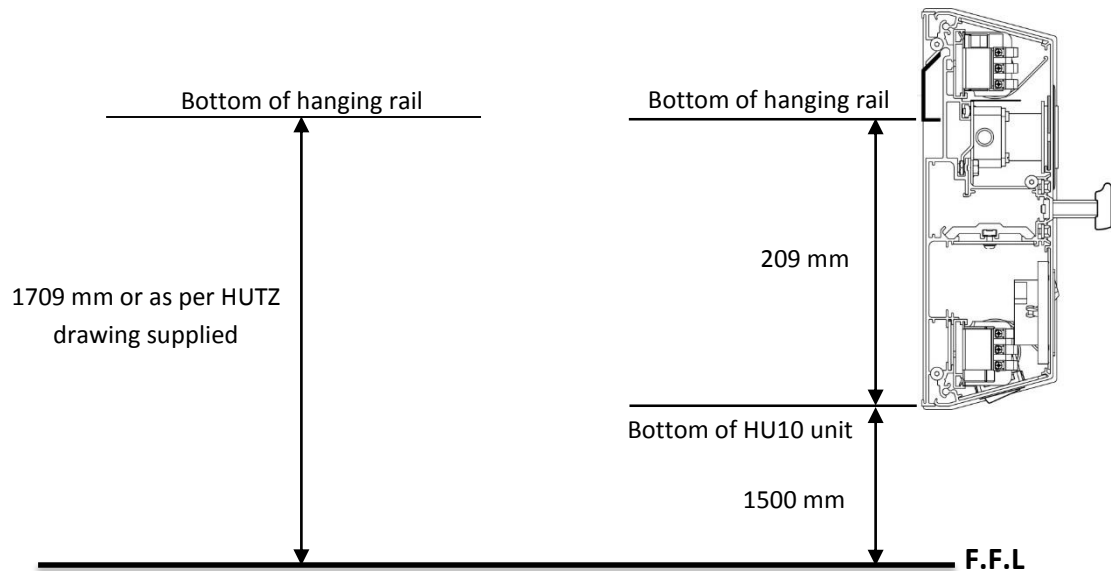 Bottom of hanging rail
Bottom of hanging rail
209 mm
1709 mm or as per HUTZ
drawing supplied
Bottom of HU10 unit
1500 mm
F.F.L